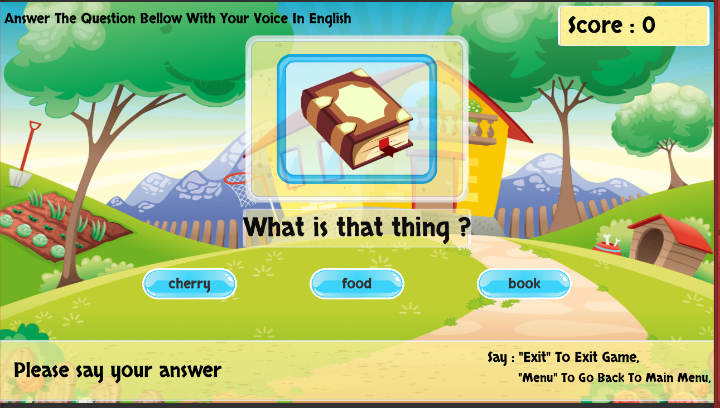 Answer The Question Bellow With Your Voice In English
Score : 0
What is that thing ?
cherry
food
book
Please say your answer
Say : "Exit" To Exit Game,
"Menu" To Go Back To Main Menu,